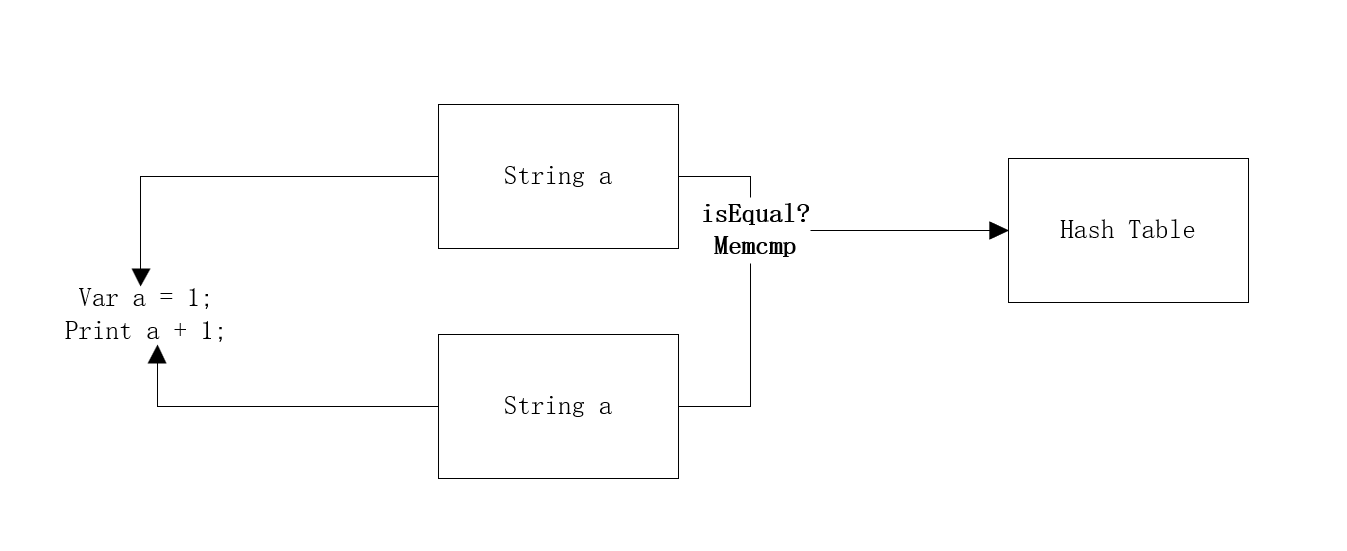 String a
isEqual?
Memcmp
Hash Table
Var a = 1;
Print a + 1;
String a